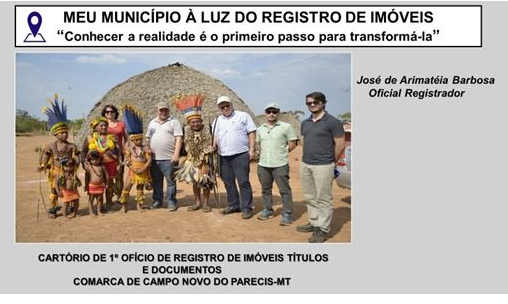 MEU MUNICÍPIO À LUZ DO REGISTRO DE IMÓVEIS
“Conhecer a realidade é o primeiro passo para transformá-la”
José de Arimatéia Barbosa
Oficial Registrador
CARTÓRIO DE 1º OFÍCIO DE REGISTRO DE IMÓVEIS TÍTULOS
E DOCUMENTOS
COMARCA DE CAMPO NOVO DO PARECIS-MT